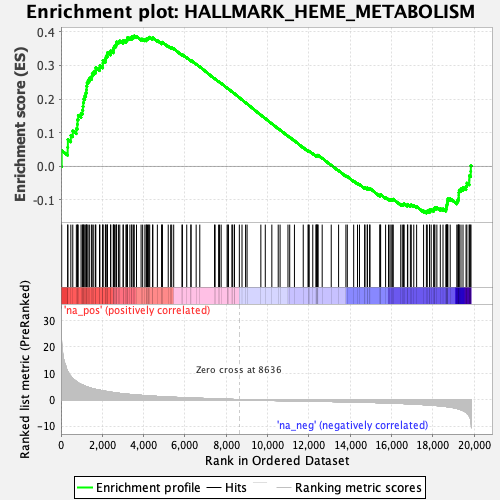 Enrichment plot: HALLMARK_HEME_METABOLISM
Enrichment score (ES)
0.4
0.3
0.2
0.1
0.0
-0.1
'na_pos' (positively correlated)
Ranked list metric (PreRanked)
30
20
10
0
-10
Zero cross at 8636
'na_neg' (negatively correlated)
0
2,000
4,000
6,000
8,000
10,000
12,000
14,000
16,000
18,000
20,000
Rank in Ordered Dataset
Enrichment profile
Hits
Ranking metric scores